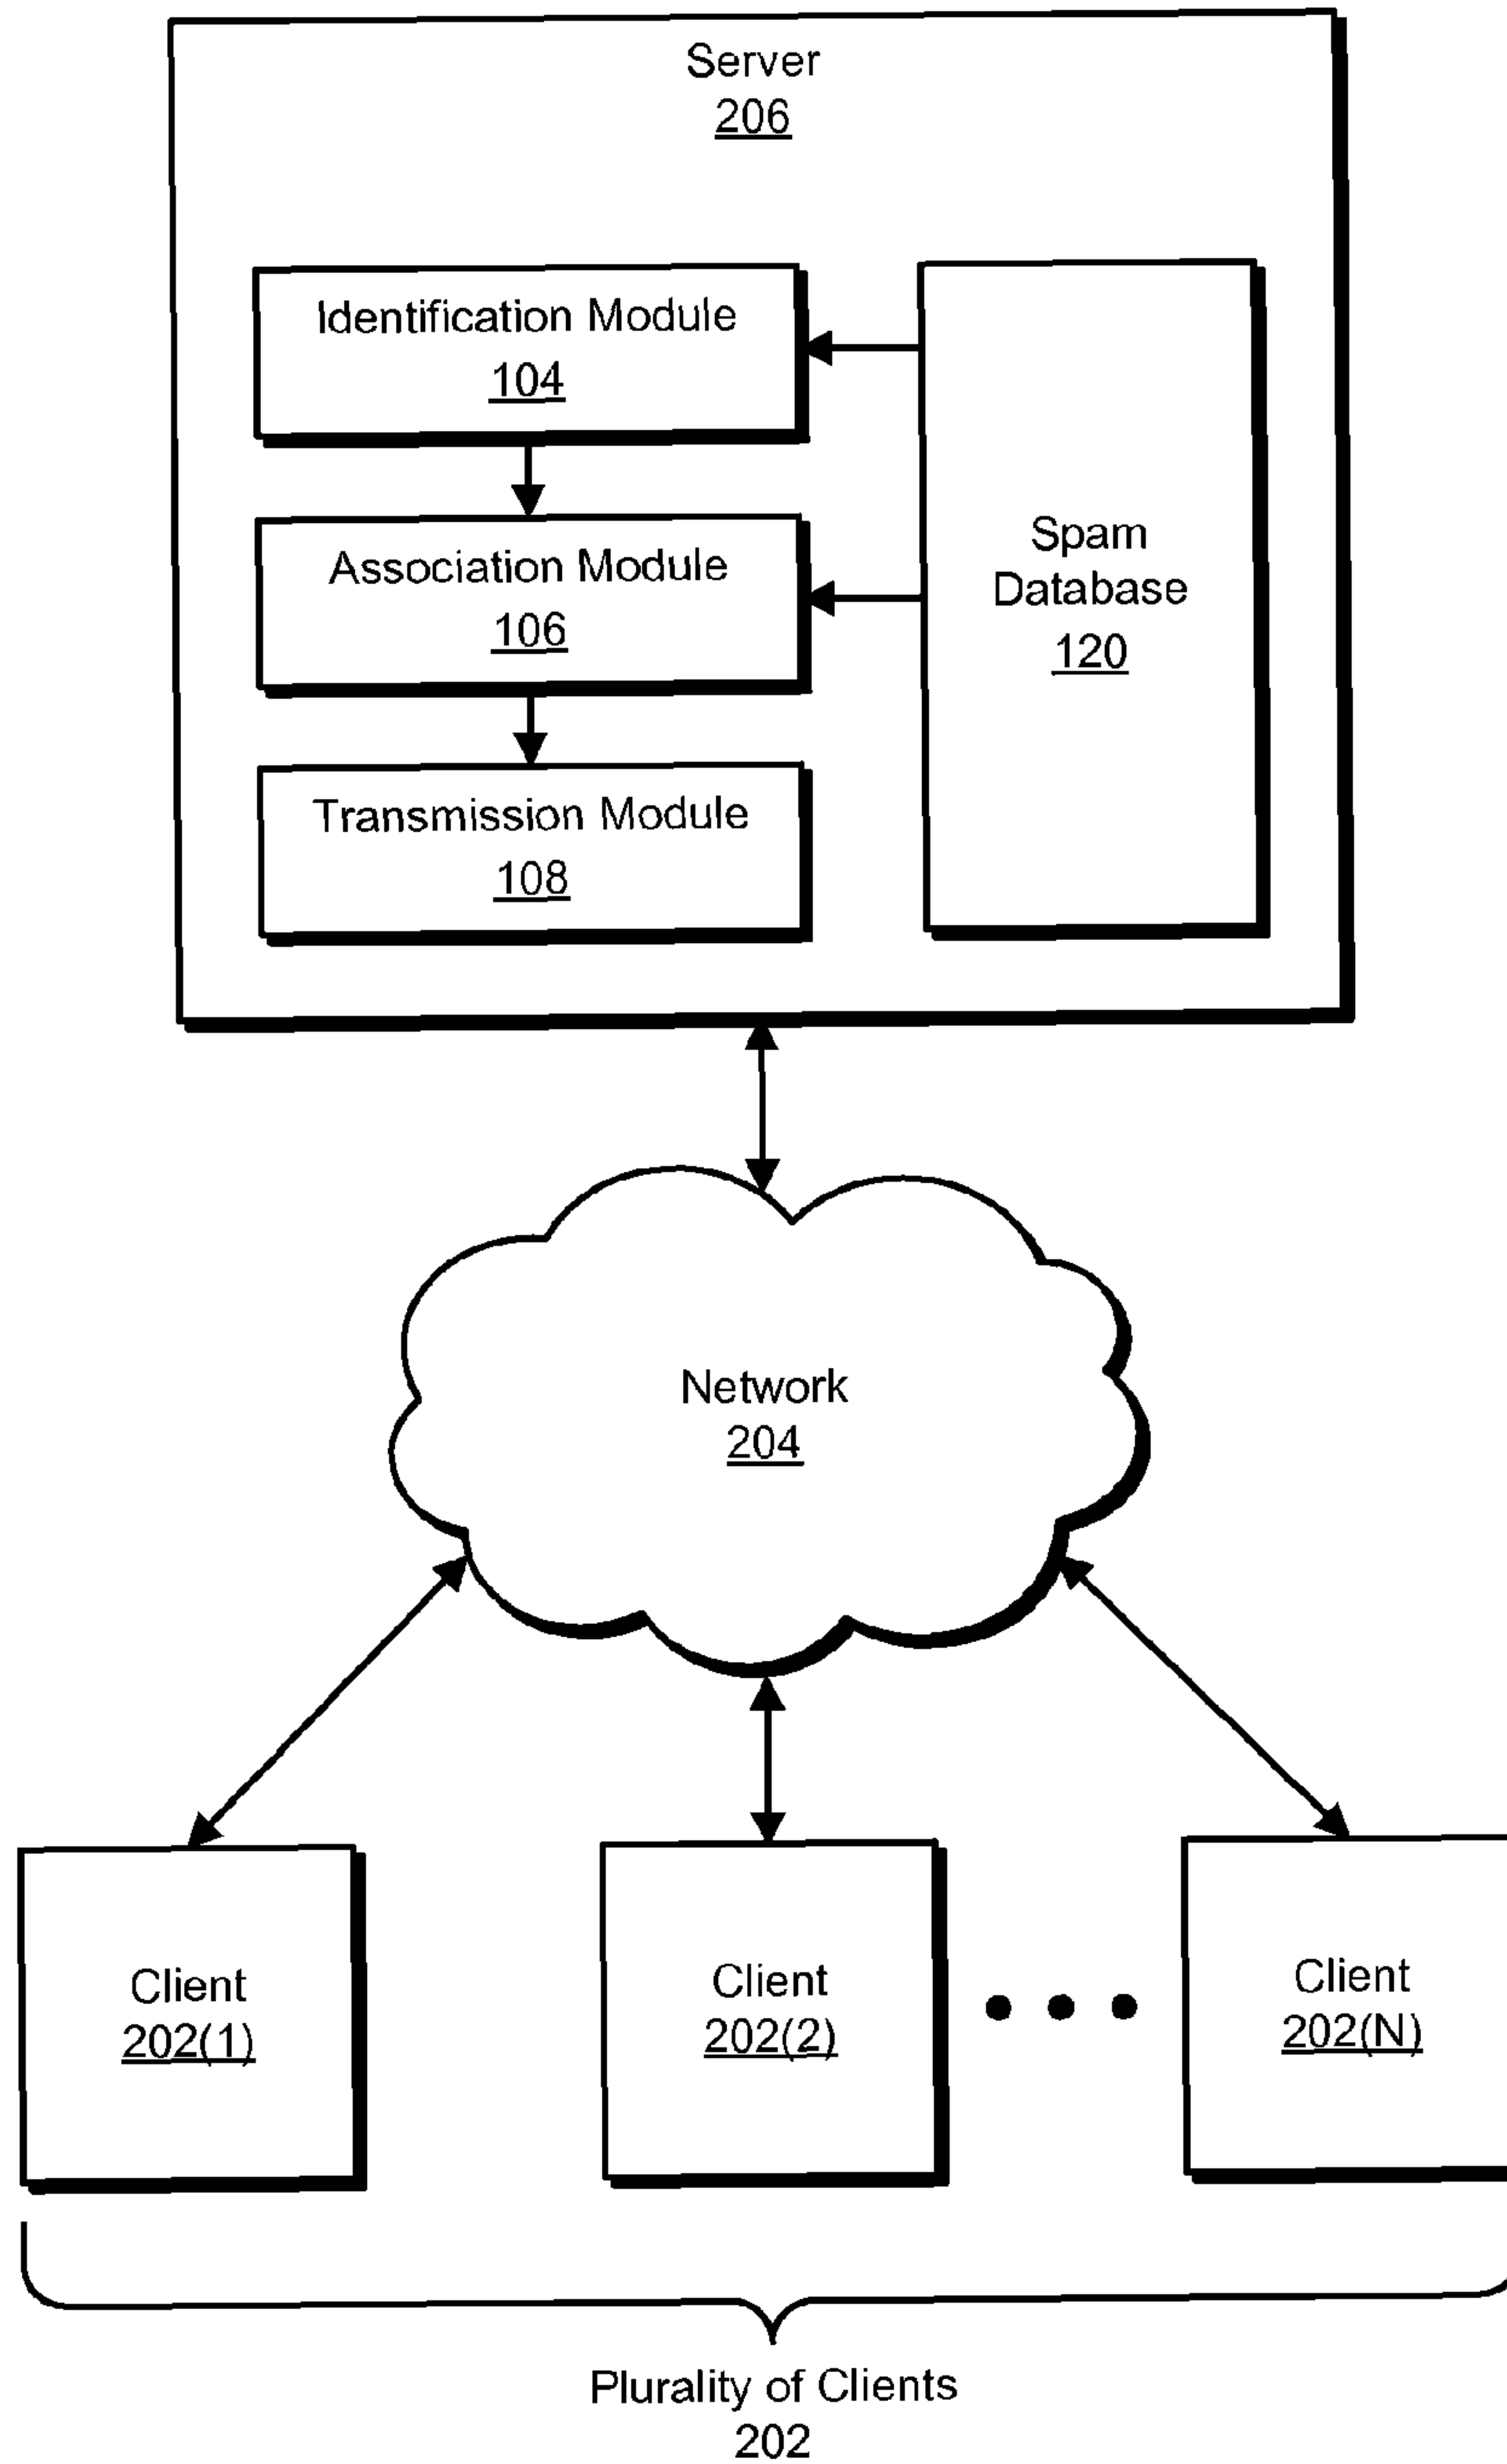 Server
206
Identification Module
104
Association Module
106
Transmission Module
108
Spam
Database
120
Network
204
Client
202(1)
Client
202(2)
Client
202(N)
Plurality of Clients
202